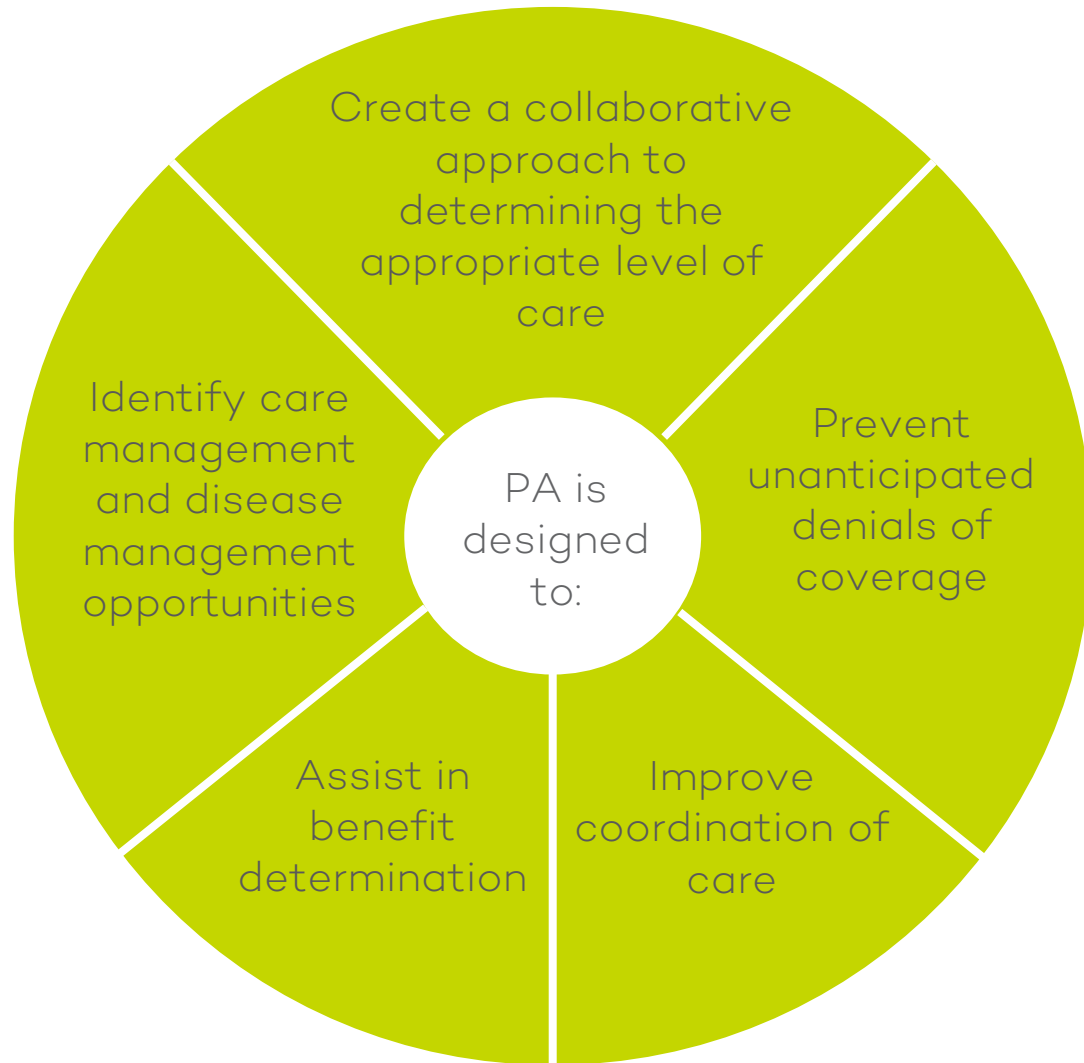 Create a collaborative
approach to
determining the
appropriate level of
care
Prevent
unanticipated
denials of
coverage
Improve
coordination of
care
Assist in
benefit
determination
Identify care
management
and disease
management
opportunities
PA is
designed
to: